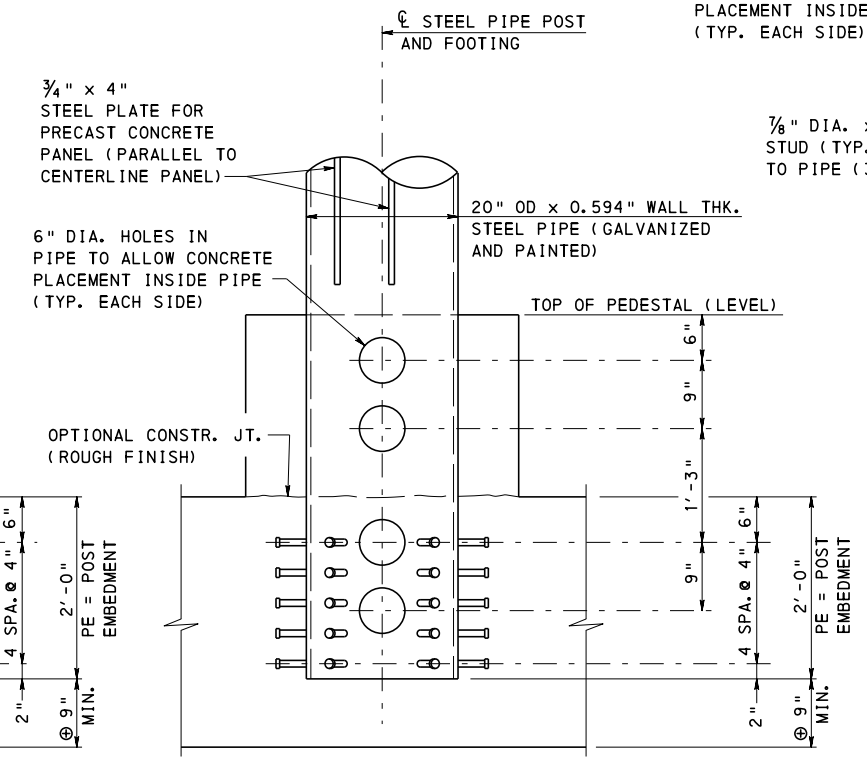 ℄ STEEL PIPE POST
AND FOOTING
PLACEMENT INSIDE
(TYP. EACH SIDE)
¾" x 4"
STEEL PLATE FOR
PRECAST CONCRETE
PANEL (PARALLEL TO
CENTERLINE PANEL)
⅞" DIA. x
STUD (TYP.
TO PIPE (
20" OD x 0.594" WALL THK.
STEEL PIPE (GALVANIZED
AND PAINTED)
6" DIA. HOLES IN
PIPE TO ALLOW CONCRETE
PLACEMENT INSIDE PIPE
(TYP. EACH SIDE)
TOP OF PEDESTAL (LEVEL)
6"
9"
1'-3"
9"
OPTIONAL CONSTR. JT.
(ROUGH FINISH)
6"
4 SPA. @ 4"
2"
2'-0"
PE = POST
EMBEDMENT
⊕ 9"
MIN.
6"
4 SPA. @ 4"
2"
2'-0"
PE = POST
EMBEDMENT
⊕ 9"
MIN.